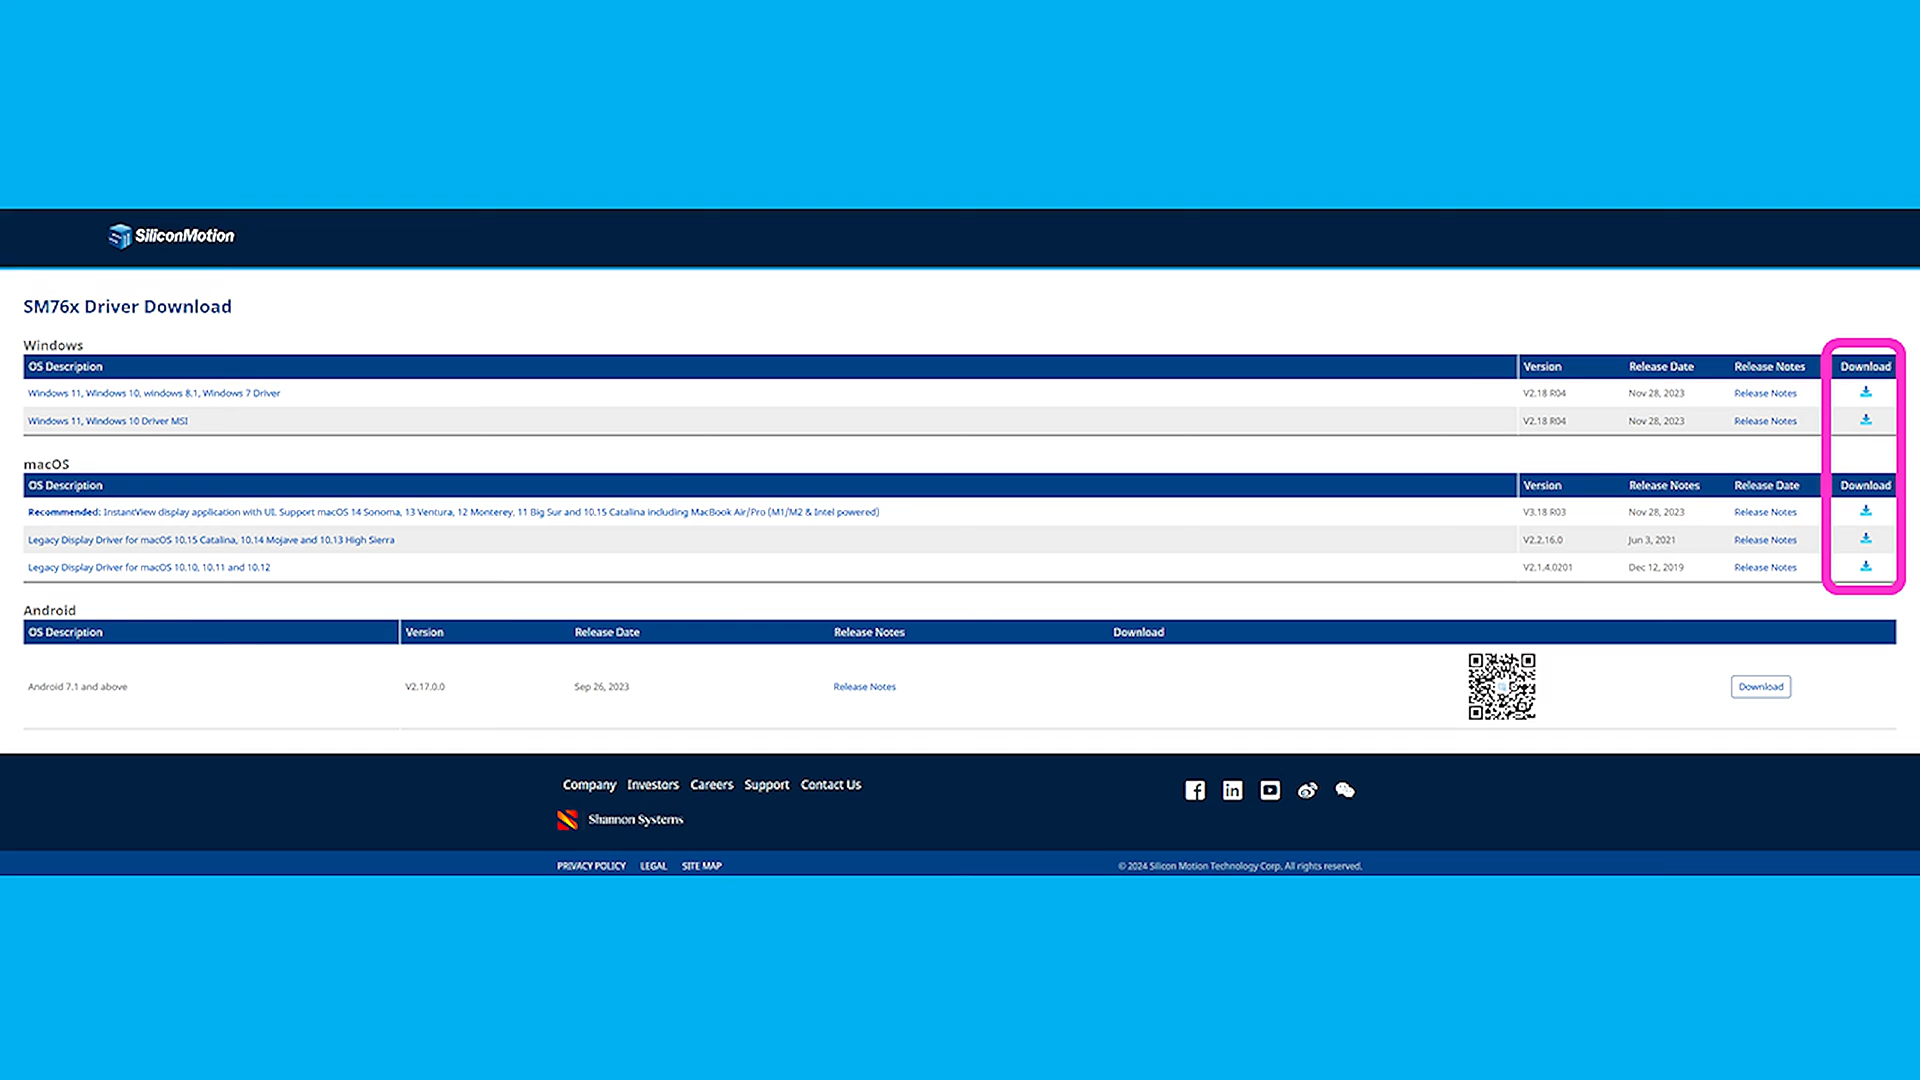 SiliconMotion
SM76x Driver Download
Windows
OS Description Version Release Date Release Notes Download
Windows 11, Windows 10, windows 8.1, Windows 7 Driver V2.18 R04 Nov 28, 2023 Release Notes
Windows 11, Windows 10 Driver MSI V2.18 R04 Nov 28, 2023 Release Notes
macOS
OS Description Version Release Notes Release Date Download
Recommended: InstantView display application with UI. Support macOS 14 Sonoma, 13 Ventura, 12 Monterey, 11 Big Sur and 10.15 Catalina including MacBook Air/Pro (M1/M2 & Intel powered) V3.18 R03 Nov 28, 2023 Release Notes
Legacy Display Driver for macOS 10.15 Catalina, 10.14 Mojave and 10.13 High Sierra V2.2.16.0 Jun 3, 2021 Release Notes
Legacy Display Driver for macOS 10.10, 10.11 and 10.12 V2.1.4.0201 Dec 12, 2019 Release Notes
Android
OS Description Version Release Date Release Notes Download
Android 7.1 and above V2.17.0.0 Sep 26, 2023 Release Notes Download
Company Investors Careers Support Contact Us
Shannon Systems
PRIVACY POLICY LEGAL SITE MAP © 2024 Silicon Motion Technology Corp. All rights reserved.